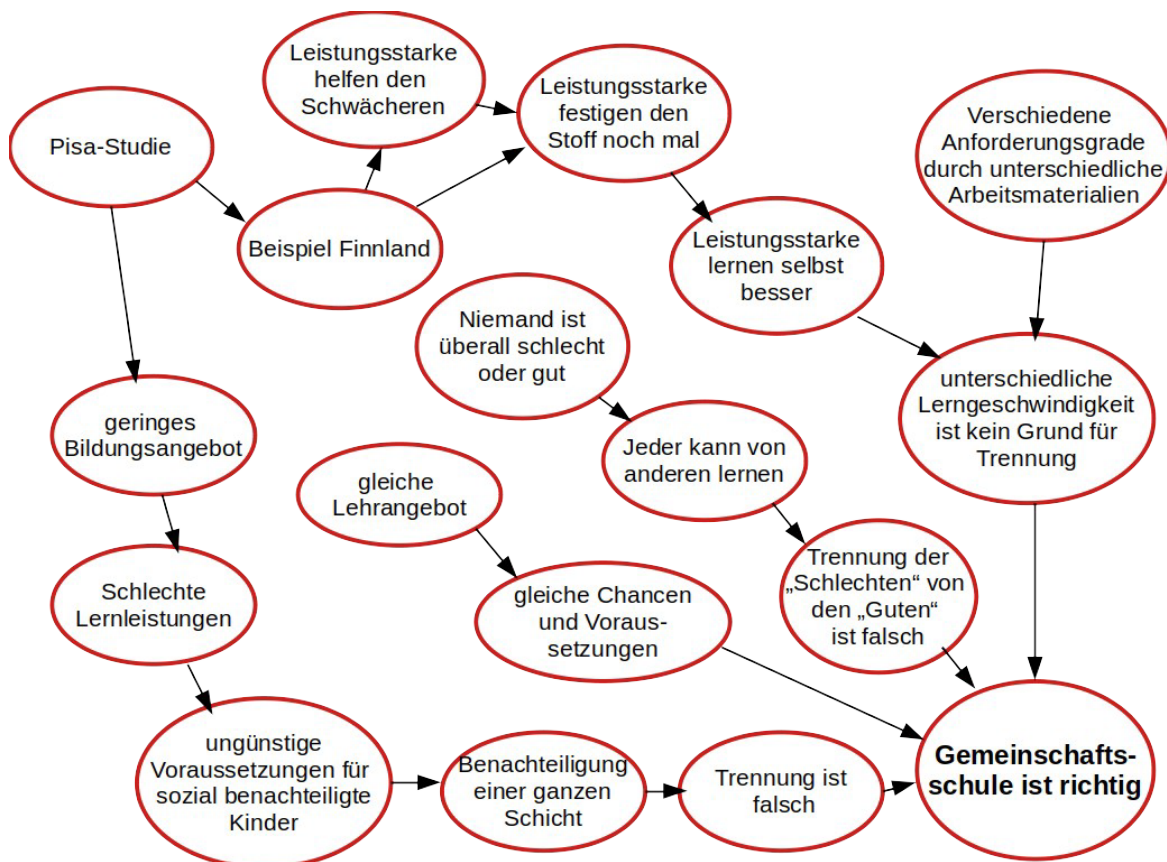 Leistungsstarke
helfen den
Schwächeren
Leistungsstarke
festigen den
Stoff noch mal
Verschiedene
Anforderungsgrade
durch unterschiedliche
Arbeitsmaterialien
Pisa-Studie
Beispiel Finnland
Leistungsstarke
lernen selbst
besser
Niemand ist
überall schlecht
oder gut
unterschiedliche
Lerngeschwindigkeit
ist kein Grund für
Trennung
geringes
Bildungsangebot
Jeder kann von
anderen lernen
gleiche
Lehrangebot
Trennung der
„Schlechten“ von
den „Guten“
ist falsch
Schlechte
Lernleistungen
gleiche Chancen
und Voraus-
setzungen
ungünstige
Voraussetzungen für
sozial benachteiligte
Kinder
Benachteiligung
einer ganzen
Schicht
Trennung ist
falsch
Gemeinschafts-
schule ist richtig